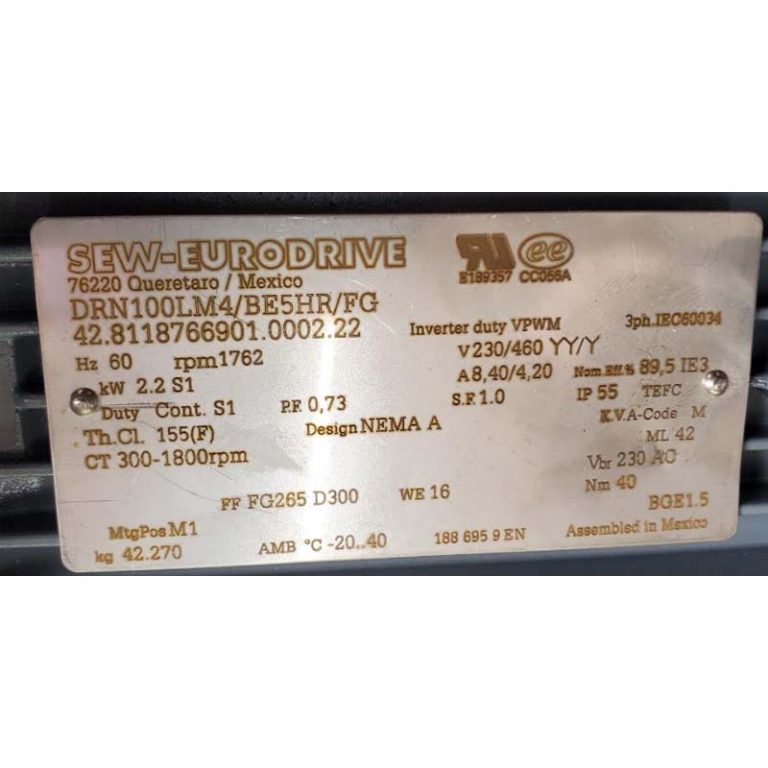 SEW-EURODRIVE
76220 Queretaro / Mexico
E189357 CC056A
DRN100LM4/BE5HR/FG
42.8118766901.0002.22
Inverter duty VPWM 3ph.IEC60034
Hz 60 rpm1762 V 230/460 YY/Y
kW 2.2 S1 A 8,40/4,20 Nom.Eff.% 89,5 IE3
Duty Cont. S1 P.F. 0,73 S.F. 1.0 IP 55 TEFC
Th.Cl. 155(F) Design NEMA A K.V.A-Code M
CT 300-1800rpm ML 42
Vbr 230 AC
FF FG265 D300 WE 16 Nm 40
BGE1.5
MtgPos M1
kg 42.270 AMB °C -20..40 188 695 9 EN Assembled in Mexico